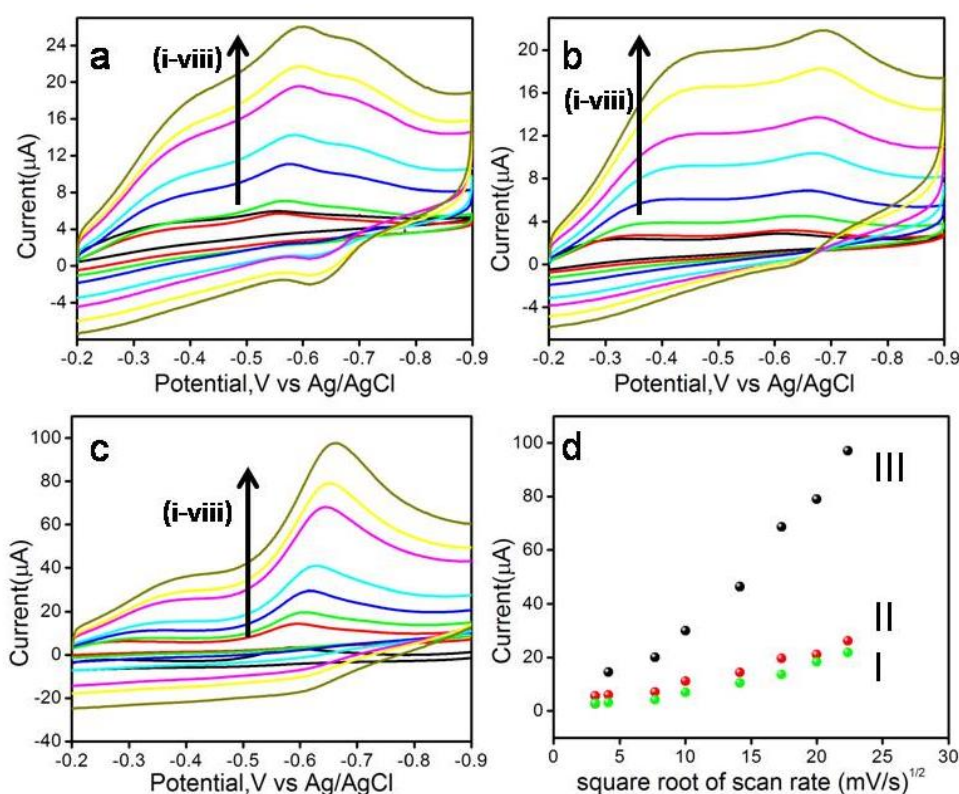 a
(i-viii)
24
20
16
12
8
4
0
-4
Current(µA)
-0.2 -0.3 -0.4 -0.5 -0.6 -0.7 -0.8 -0.9
Potential,V vs Ag/AgCl
b
(i-viii)
20
16
12
8
4
0
-4
Current(µA)
-0.2 -0.3 -0.4 -0.5 -0.6 -0.7 -0.8 -0.9
Potential,V vs Ag/AgCl
c
(i-viii)
100
80
60
40
20
0
-20
-40
Current(µA)
-0.2 -0.3 -0.4 -0.5 -0.6 -0.7 -0.8 -0.9
Potential,V vs Ag/AgCl
d
III
II
I
100
80
60
40
20
0
Current(µA)
0 5 10 15 20 25 30
square root of scan rate (mV/s)1/2